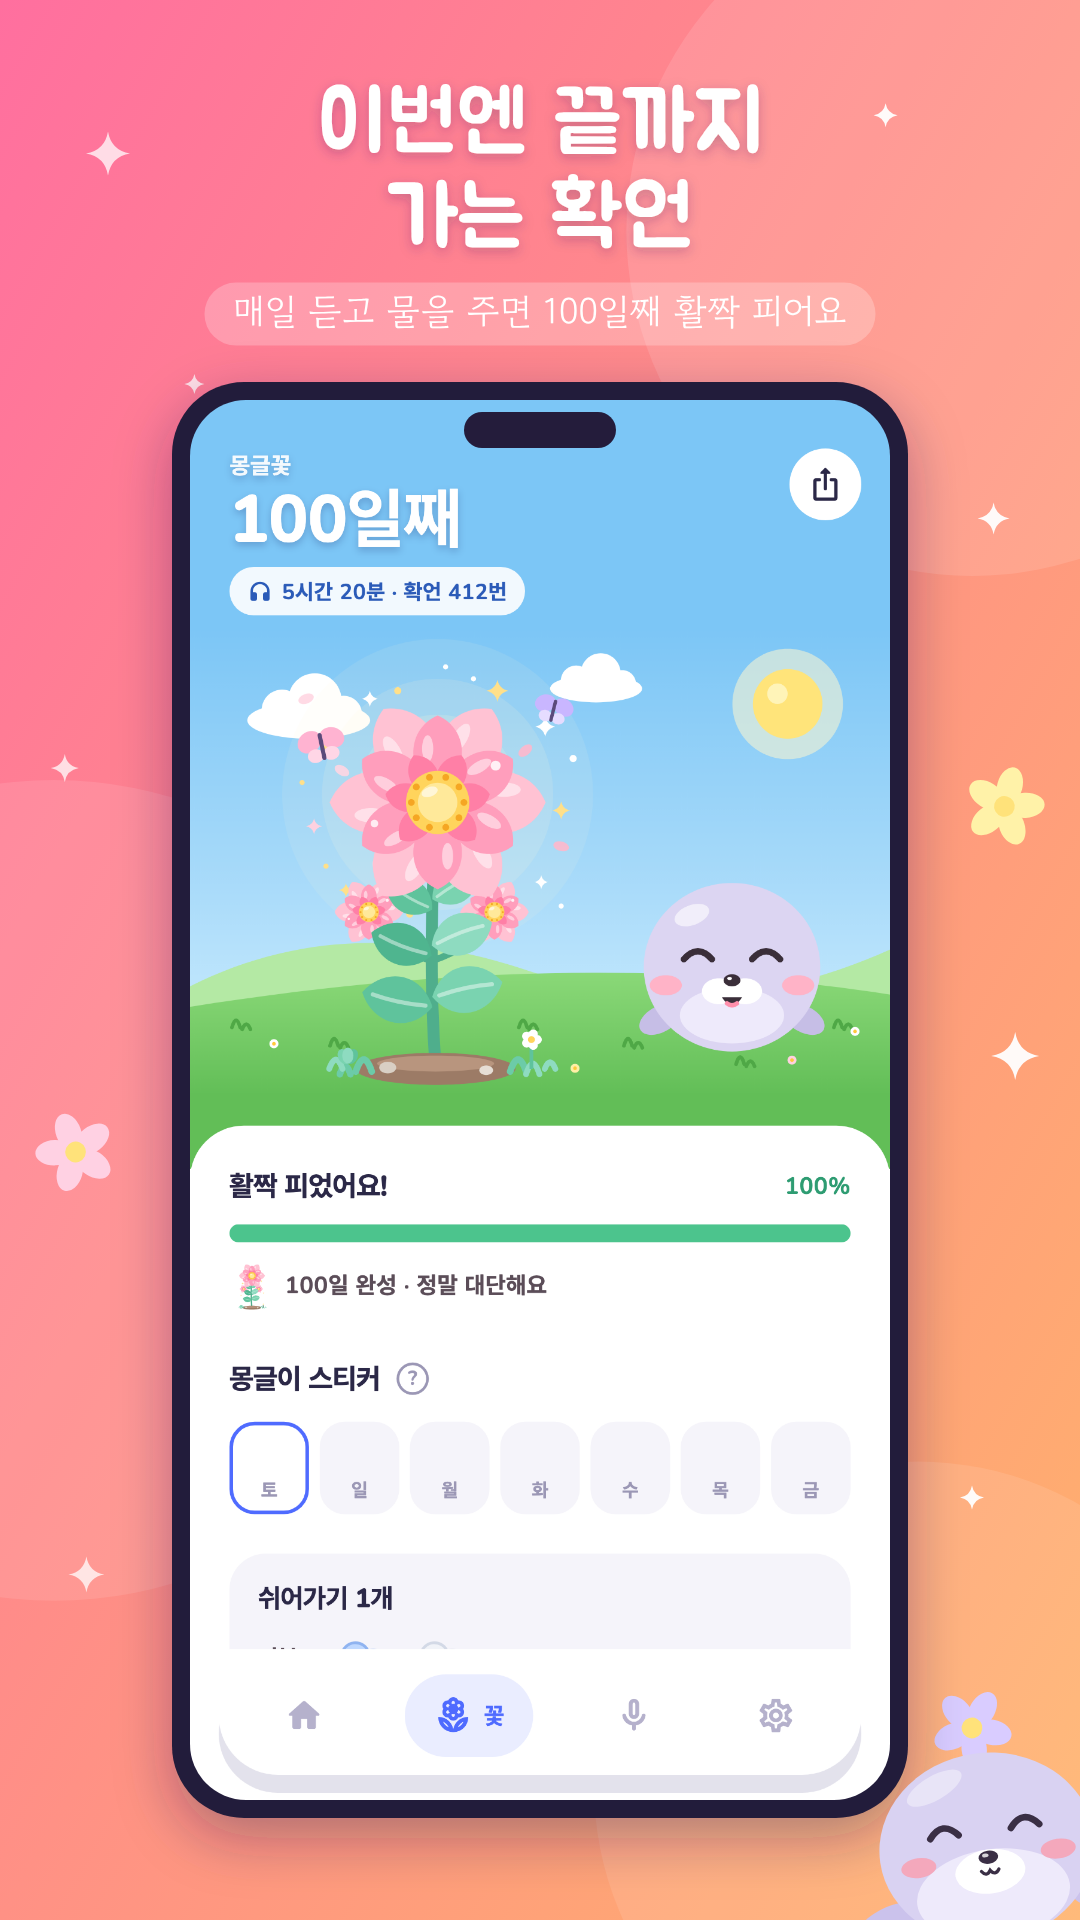 이번엔 끝까지
가는 확언
매일 듣고 물을 주면 100일째 활짝 피어요
몽글꽃
100일째
5시간 20분 · 확언 412번
활짝 피었어요!
100%
100일 완성 · 정말 대단해요
몽글이 스티커 ?
토 일 월 화 수 목 금
쉬어가기 1개
꽃